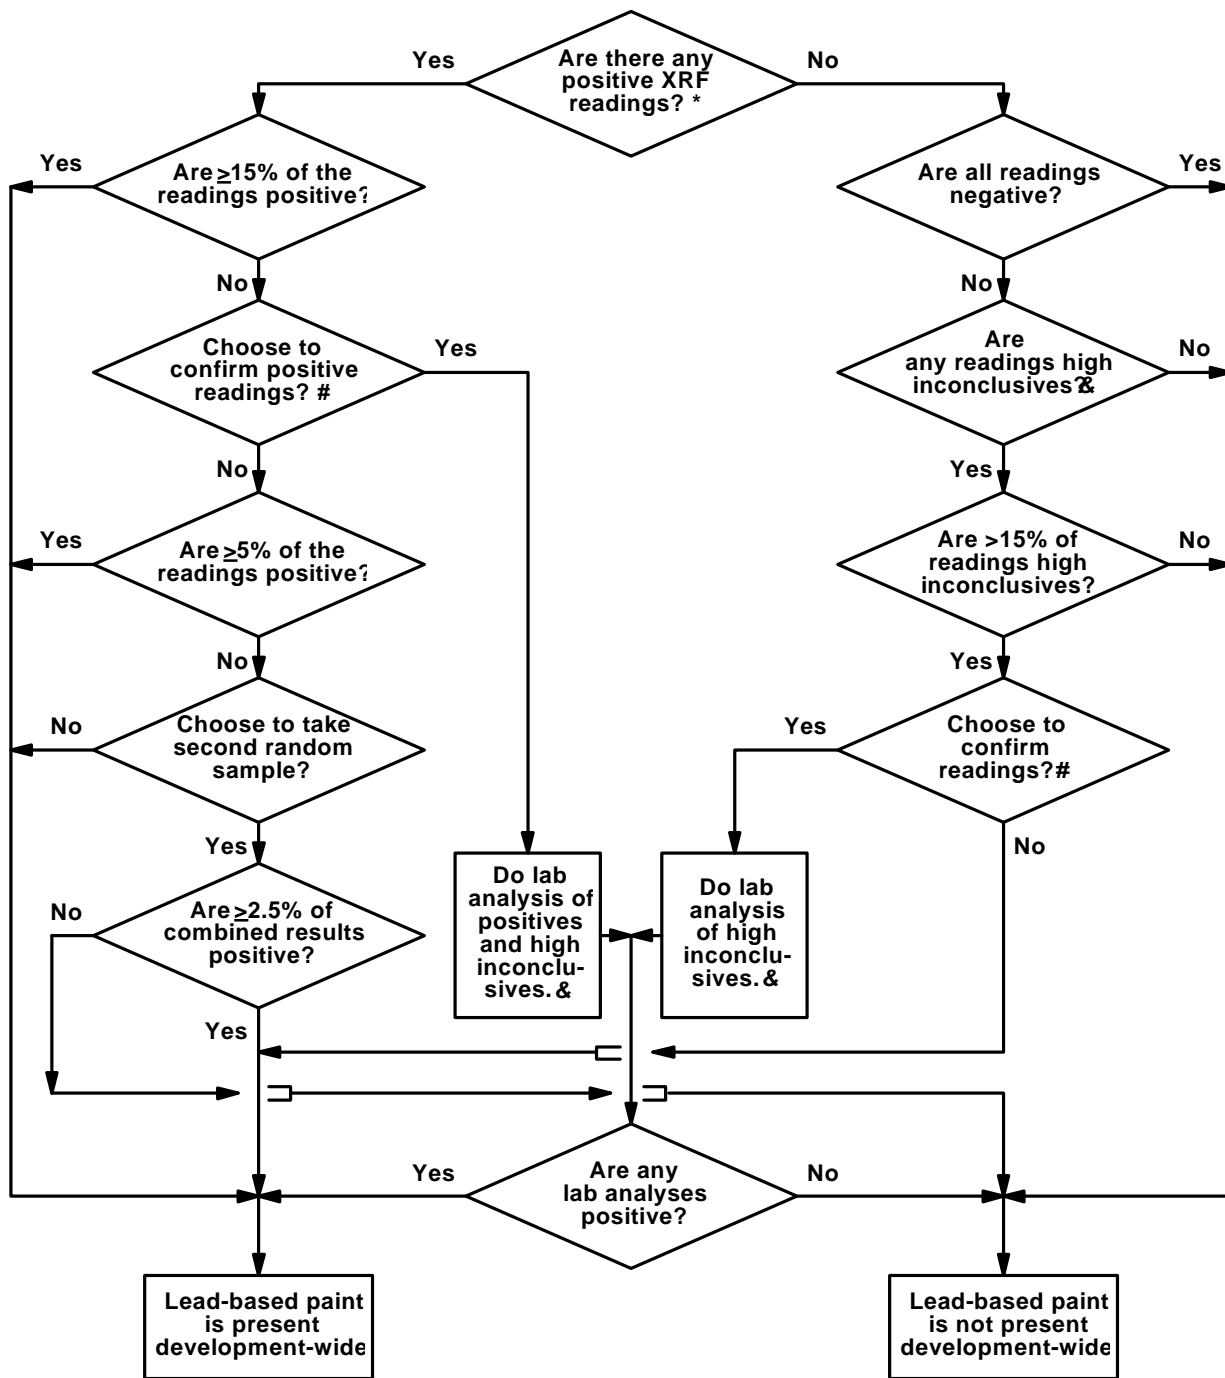 Are there any
positive XRF
readings? *
Yes
No
Are ≥15% of the
readings positive?
Yes
No
Are all readings
negative?
Yes
No
Choose to
confirm positive
readings? #
Yes
No
Are
any readings high
inconclusives?&
No
Yes
Are ≥5% of the
readings positive?
Yes
No
Are >15% of
readings high
inconclusives?
No
Yes
Choose to take
second random
sample?
No
Yes
Choose to
confirm
readings?#
Yes
No
Are ≥2.5% of
combined results
positive?
No
Yes
Do lab
analysis of
positives
and high
inconclu-
sives. &
Do lab
analysis
of high
inconclu-
sives. &
Are any
lab analyses
positive?
Yes
No
Lead-based paint
is present
development-wide
Lead-based paint
is not present
development-wide